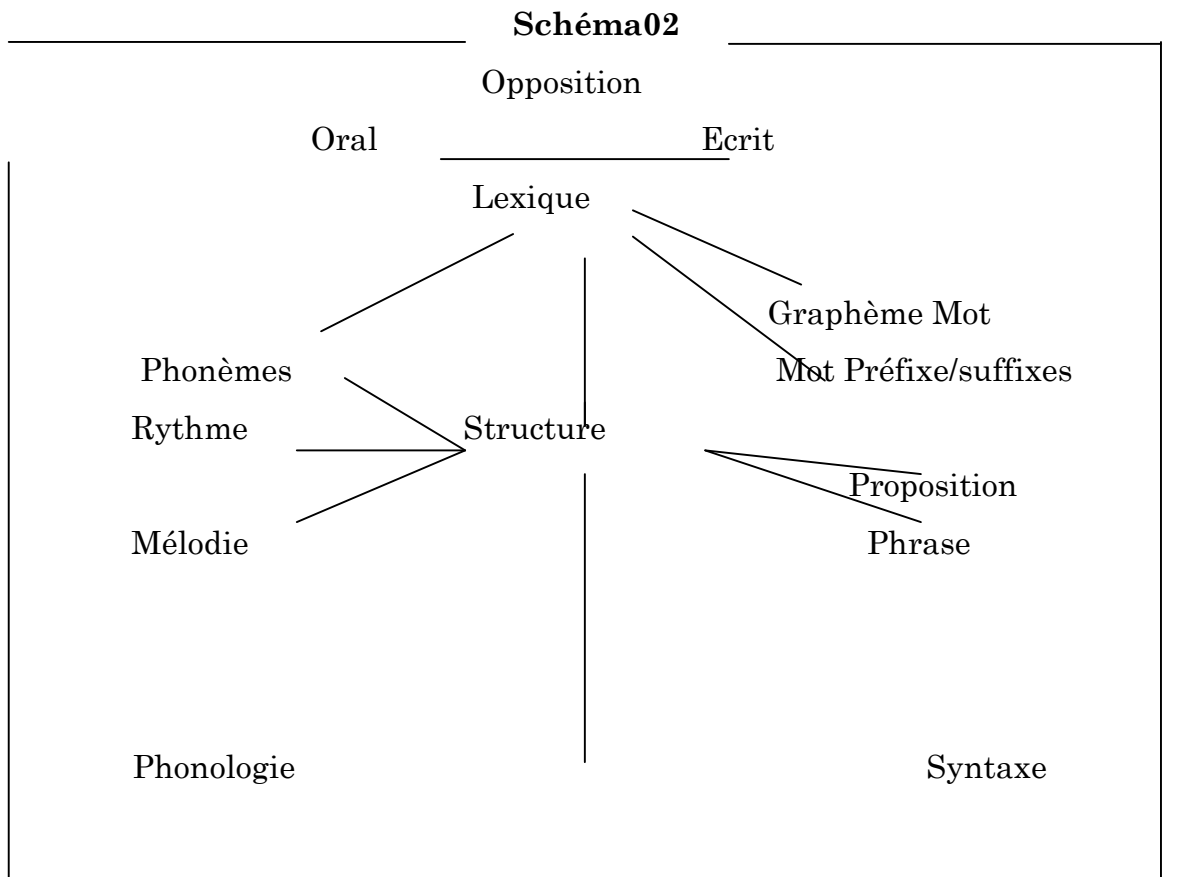 Schéma02
Opposition
Oral Ecrit
Lexique
Graphème Mot
Phonèmes Mot Préfixe/suffixes
Rythme Structure
Proposition
Mélodie Phrase
Phonologie Syntaxe